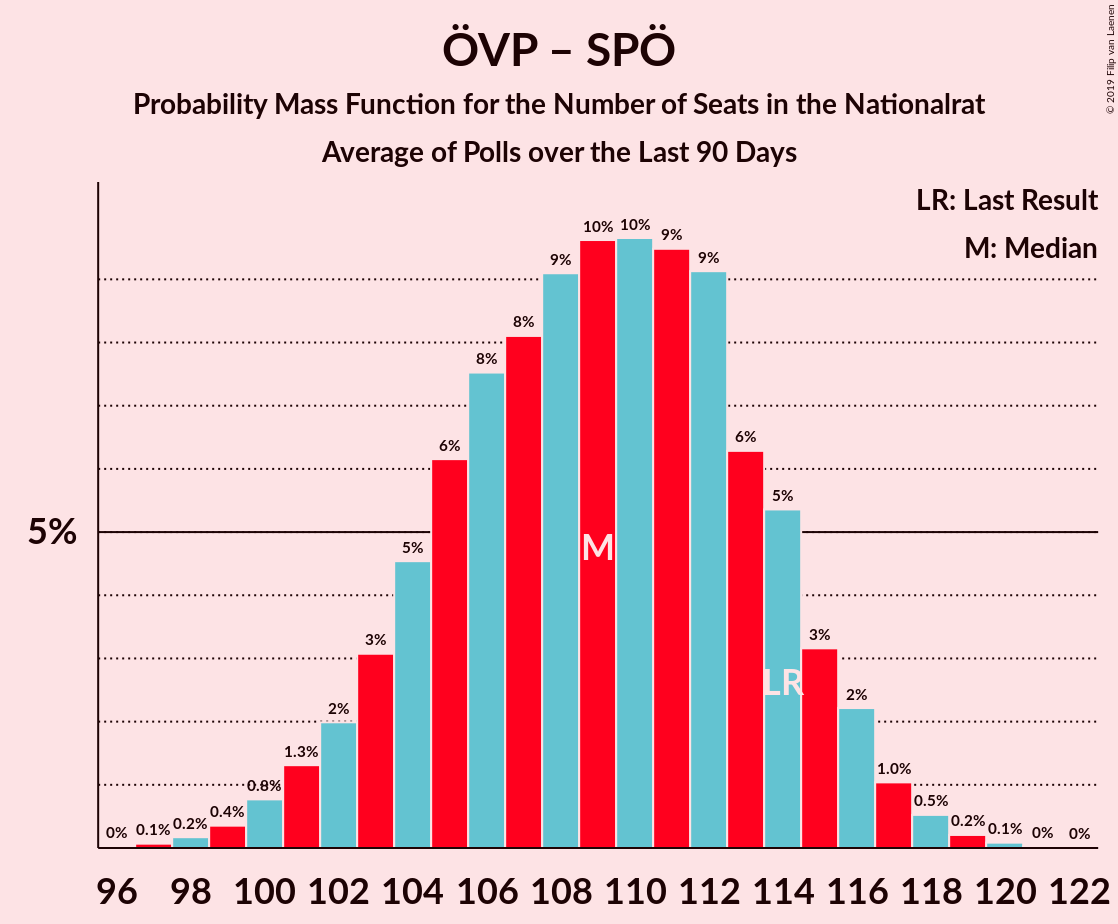 ÖVP – SPÖ
Probability Mass Function for the Number of Seats in the Nationalrat
Average of Polls over the Last 90 Days
© 2019 Filip van Laenen
LR: Last Result
M: Median
5%
0% 0.1% 0.2% 0.4% 0.8% 1.3% 2% 3% 5% 6% 8% 8% 9% 10% 10% 9% 9% 6% 5% 3% 2% 1.0% 0.5% 0.2% 0.1% 0% 0%
M
LR
96 98 100 102 104 106 108 110 112 114 116 118 120 122